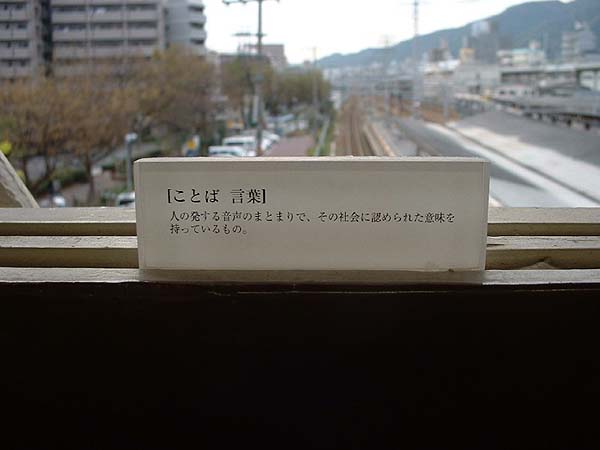 [ことば 言葉]
人の発する音声のまとまりで、その社会に認められた意味を
持っているもの。